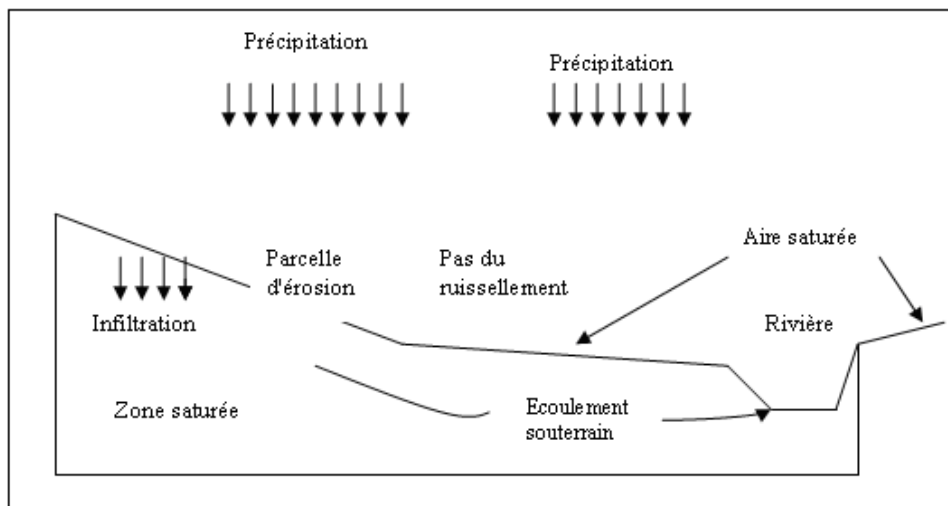 Précipitation
Précipitation
Aire saturée
Parcelle
d'érosion
Pas du
ruissellement
Infiltration
Rivière
Zone saturée
Ecoulement
souterrain